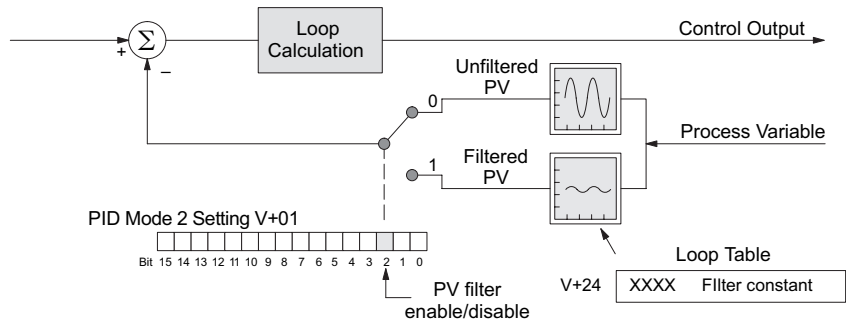 Loop
Calculation
Control Output
+
Σ
−
Unfiltered
PV
0
Process Variable
1
Filtered
PV
PID Mode 2 Setting V+01
Bit 15 14 13 12 11 10 9 8 7 6 5 4 3 2 1 0
PV filter
enable/disable
Loop Table
V+24 XXXX FIlter constant